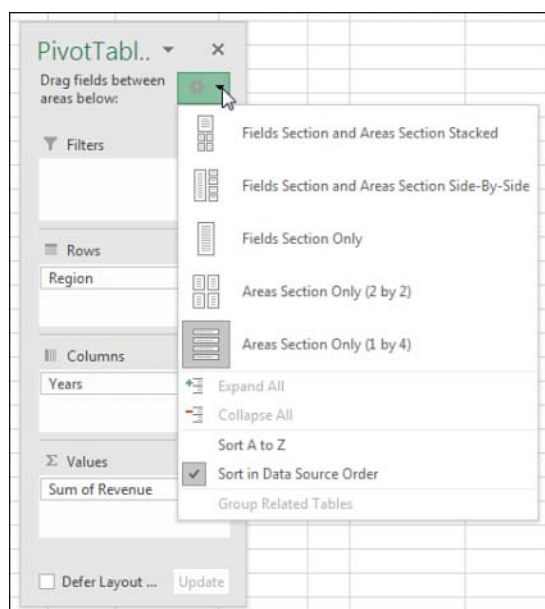 PivotTabl..
Drag fields between
areas below:
Filters
Rows
Region
Columns
Years
Σ Values
Sum of Revenue
Defer Layout ...
Update
Fields Section and Areas Section Stacked
Fields Section and Areas Section Side-By-Side
Fields Section Only
Areas Section Only (2 by 2)
Areas Section Only (1 by 4)
Expand All
Collapse All
Sort A to Z
Sort in Data Source Order
Group Related Tables